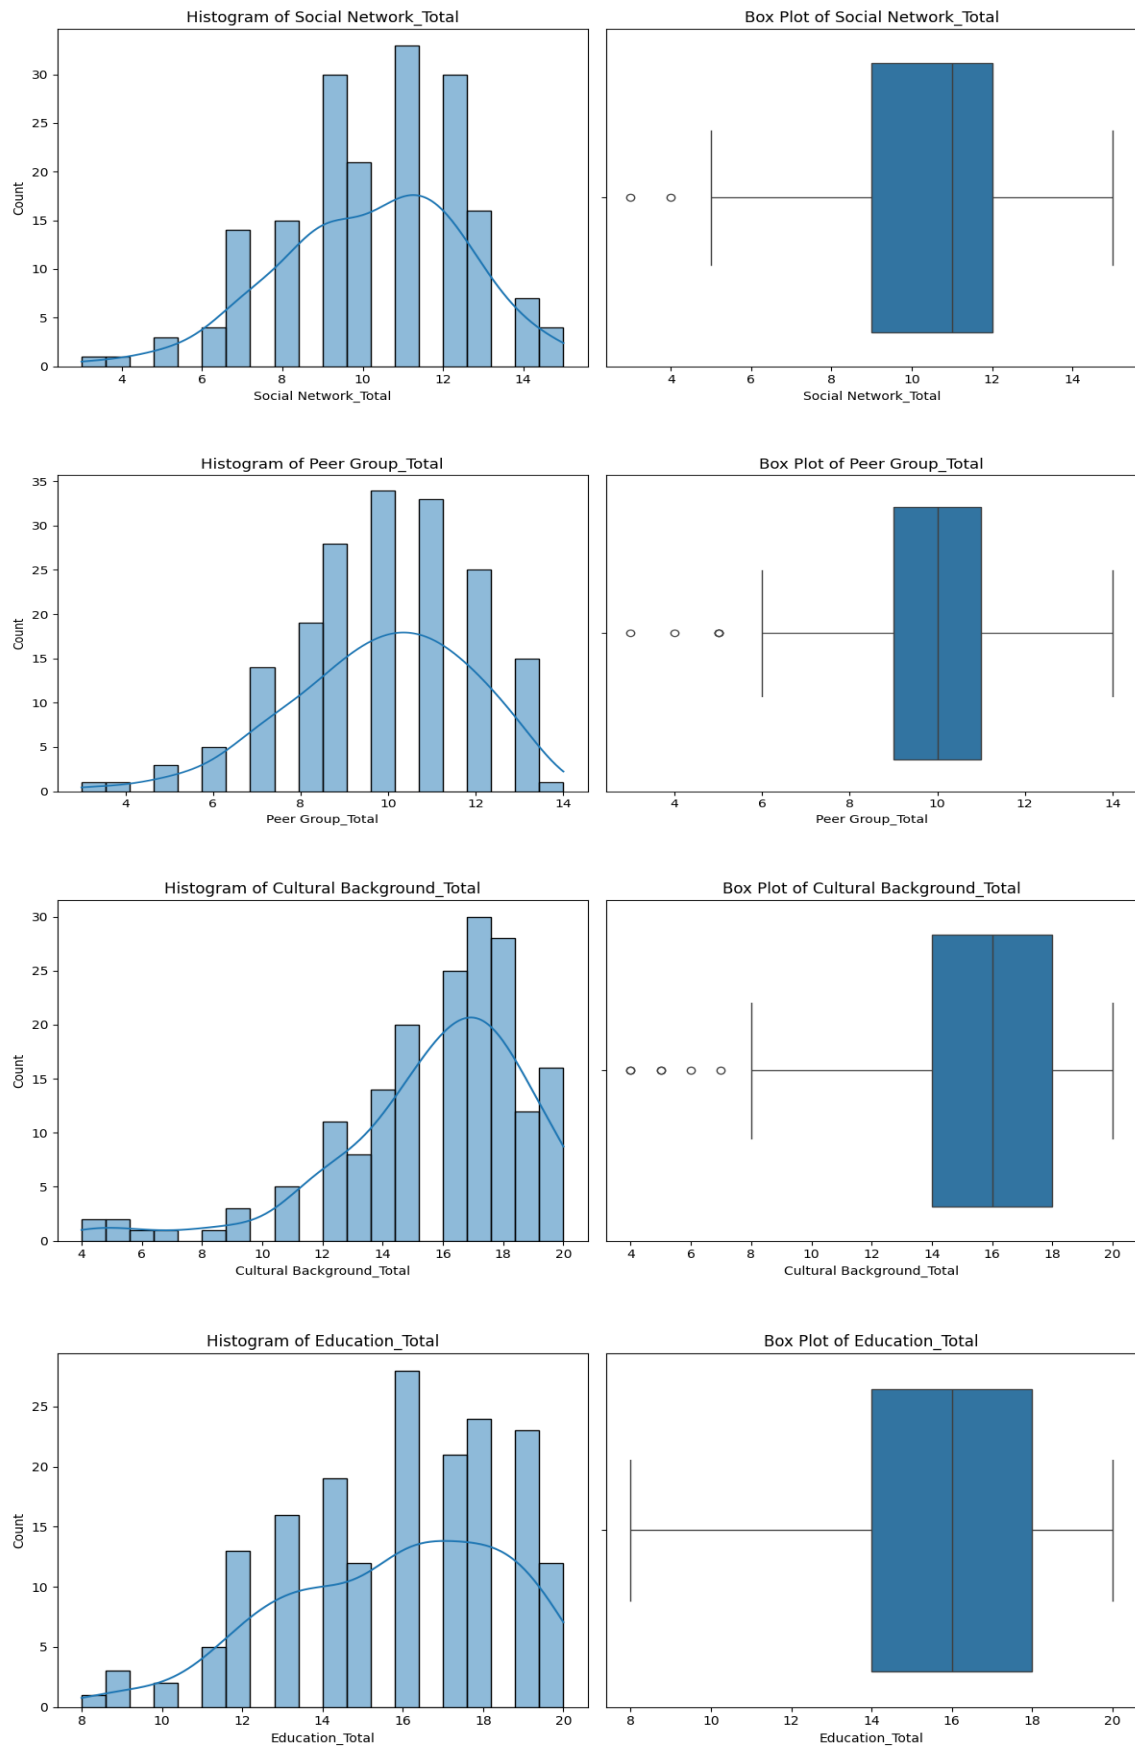 Histogram of Social Network_Total
Box Plot of Social Network_Total
Count
30
25
20
15
10
5
0
4 6 8 10 12 14
4 6 8 10 12 14
Social Network_Total
Social Network_Total
Histogram of Peer Group_Total
Box Plot of Peer Group_Total
Count
35
30
25
20
15
10
5
0
4 6 8 10 12 14
4 6 8 10 12 14
Peer Group_Total
Peer Group_Total
Histogram of Cultural Background_Total
Box Plot of Cultural Background_Total
Count
30
25
20
15
10
5
0
4 6 8 10 12 14 16 18 20
4 6 8 10 12 14 16 18 20
Cultural Background_Total
Cultural Background_Total
Histogram of Education_Total
Box Plot of Education_Total
Count
25
20
15
10
5
0
8 10 12 14 16 18 20
8 10 12 14 16 18 20
Education_Total
Education_Total